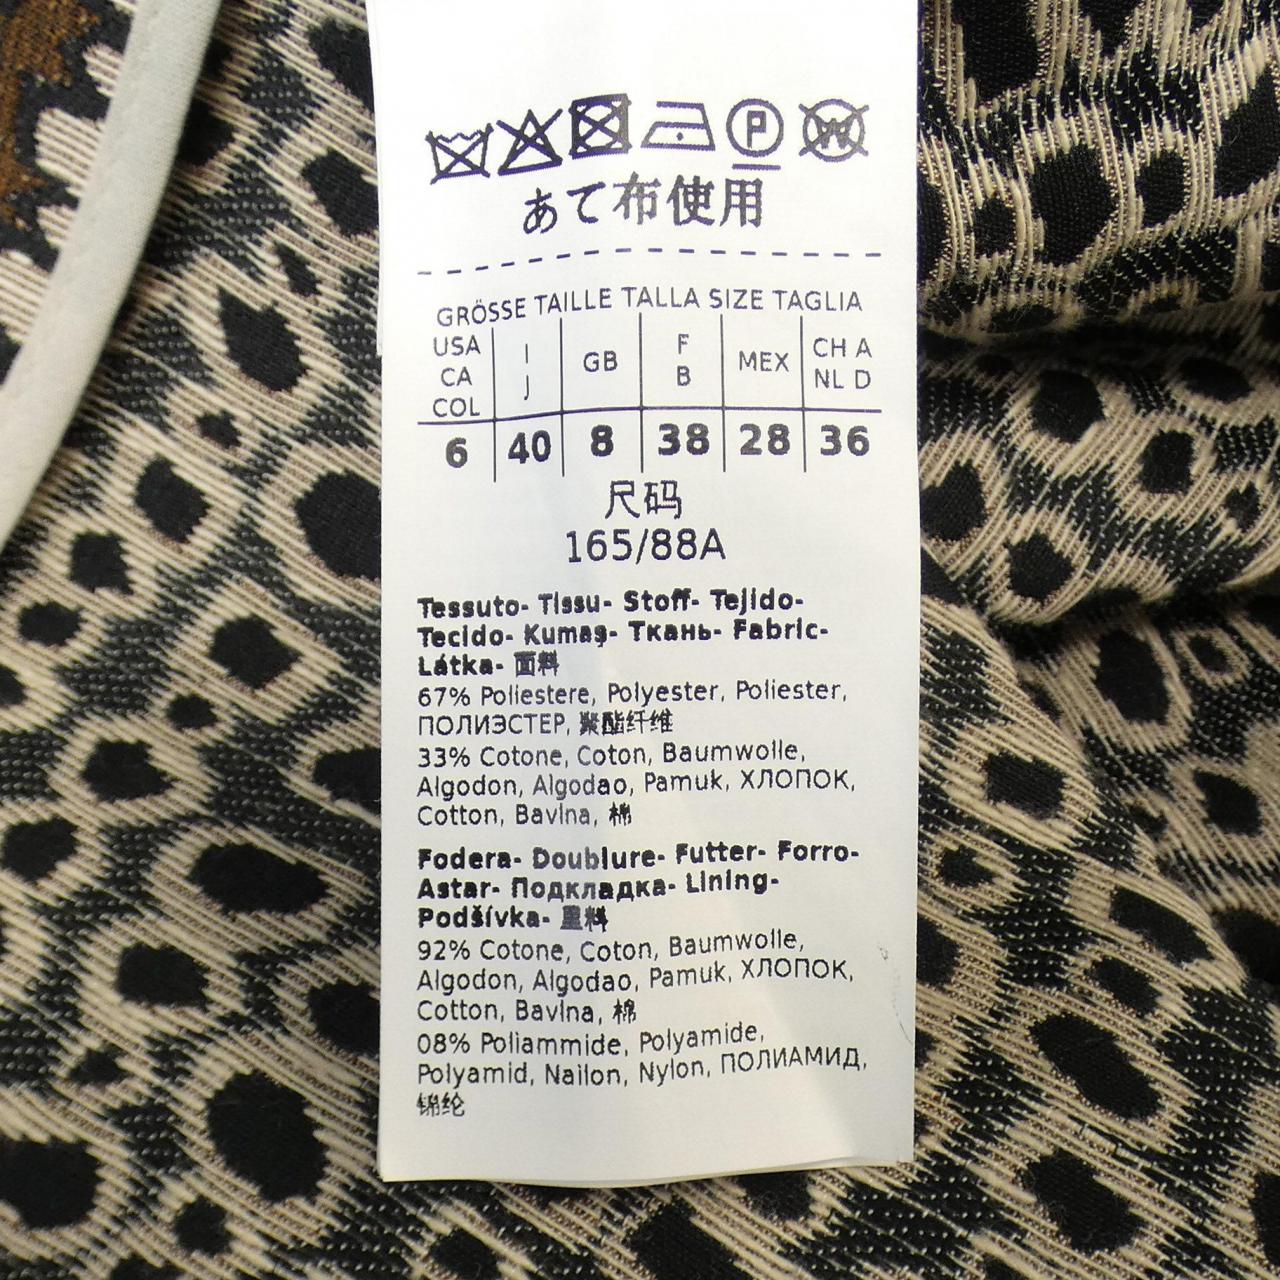 P W
あて布使用
GRÖSSE TAILLE TALLA SIZE TAGLIA
USA CA COL I J GB F B MEX CH A NL D
6 40 8 38 28 36
尺码
165/88A
Tessuto- Tissu- Stoff- Tejido-
Tecido- Kumaş- Ткань- Fabric-
Látka- 面料
67% Poliestere, Polyester, Poliester,
ПОЛИЭСТЕР, 聚酯纤维
33% Cotone, Coton, Baumwolle,
Algodon, Algodao, Pamuk, ХЛОПОК,
Cotton, Bavlna, 棉
Fodera- Doublure- Futter- Forro-
Astar- Подкладка- Lining-
Podšívka- 里料
92% Cotone, Coton, Baumwolle,
Algodon, Algodao, Pamuk, ХЛОПОК,
Cotton, Bavlna, 棉
08% Poliammide, Polyamide,
Polyamid, Nailon, Nylon, ПОЛИАМИД,
锦纶